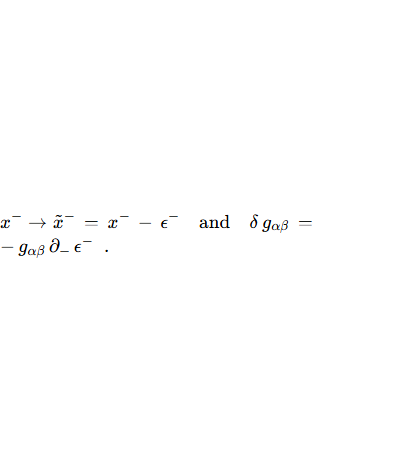 x⁻ → x̃⁻ = x⁻ − ϵ⁻ and δ g_{αβ} =
− g_{αβ} ∂₋ ϵ⁻ .